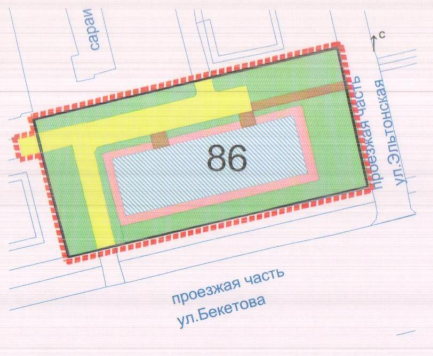 сараи
с
86
проезжая часть
ул.Эльтонская
проезжая часть
ул.Бекетова